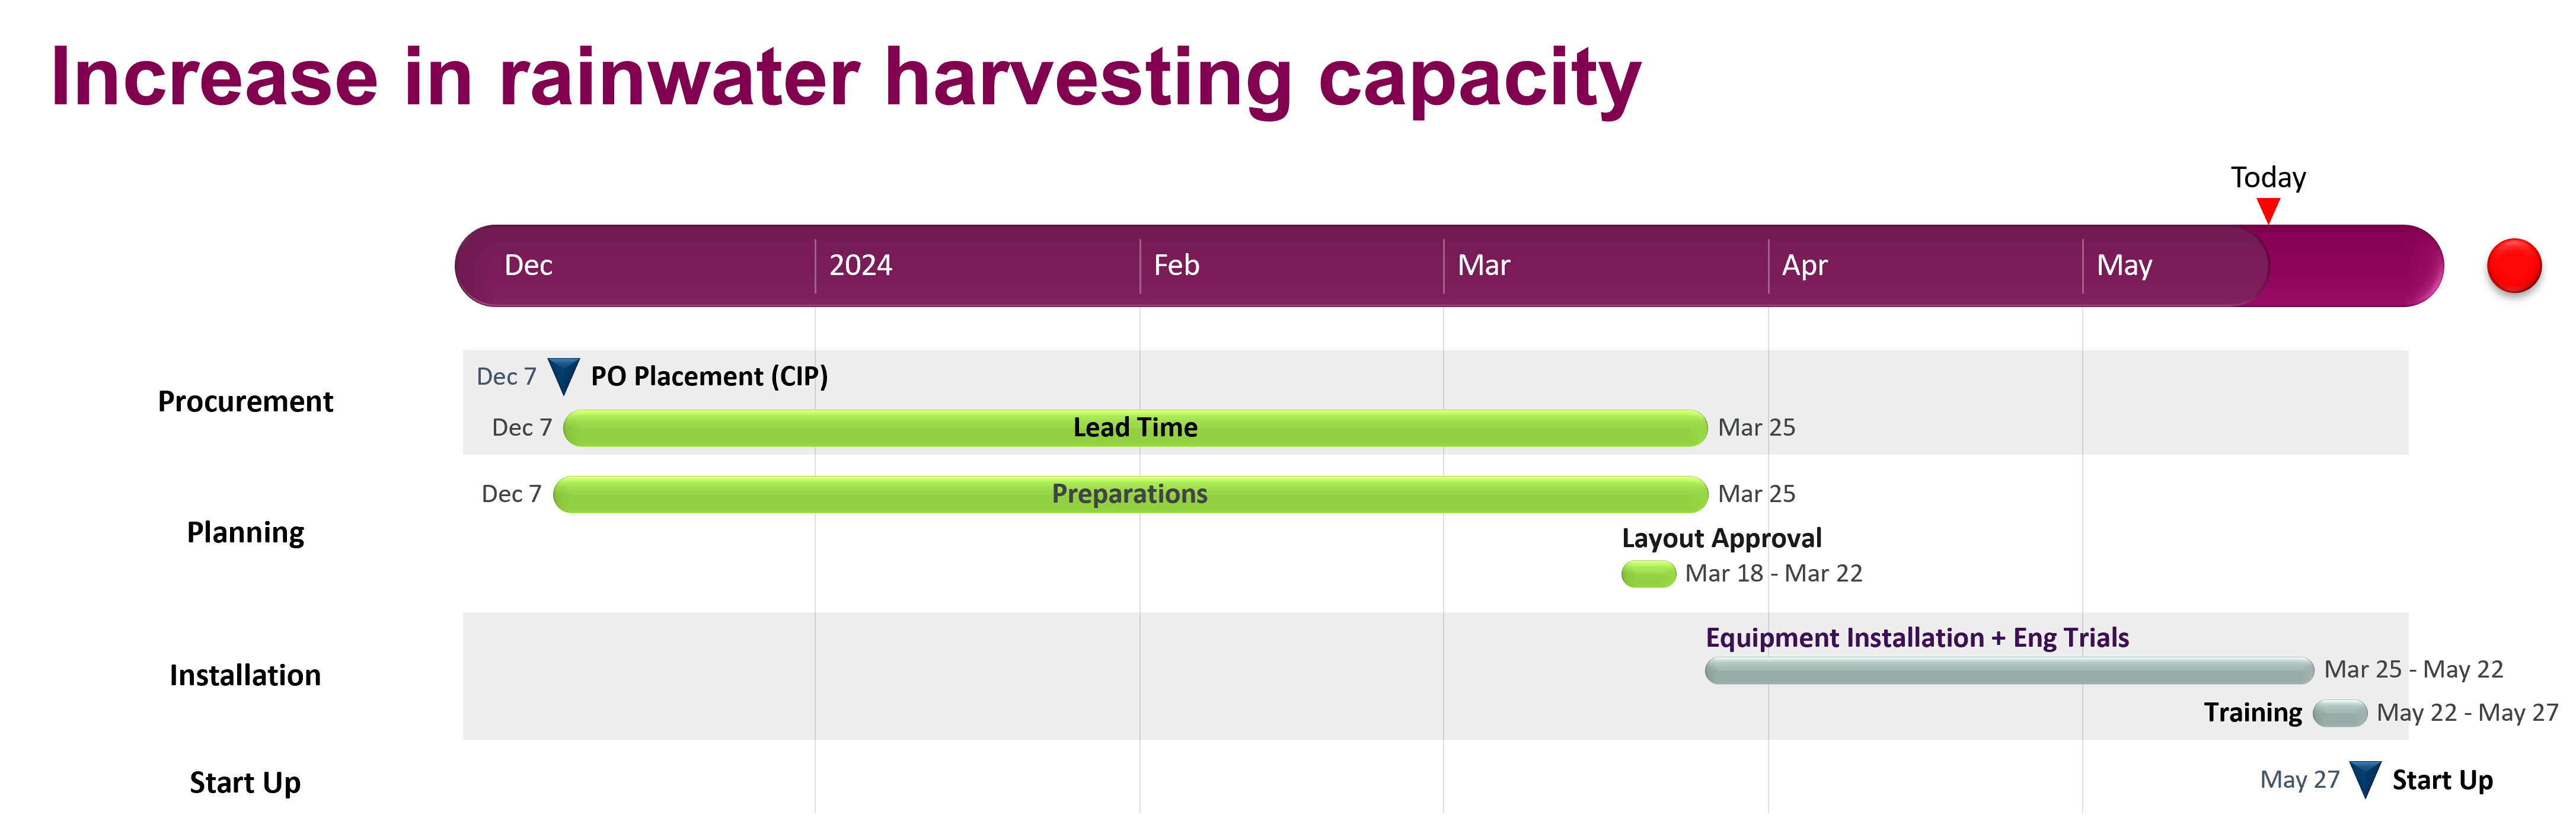 Increase in rainwater harvesting capacity
Today
Dec 2024 Feb Mar Apr May
Procurement
Dec 7 PO Placement (CIP)
Dec 7 Lead Time Mar 25
Planning
Dec 7 Preparations Mar 25
Layout Approval
Mar 18 - Mar 22
Installation
Equipment Installation + Eng Trials
Mar 25 - May 22
Training May 22 - May 27
Start Up
May 27 Start Up